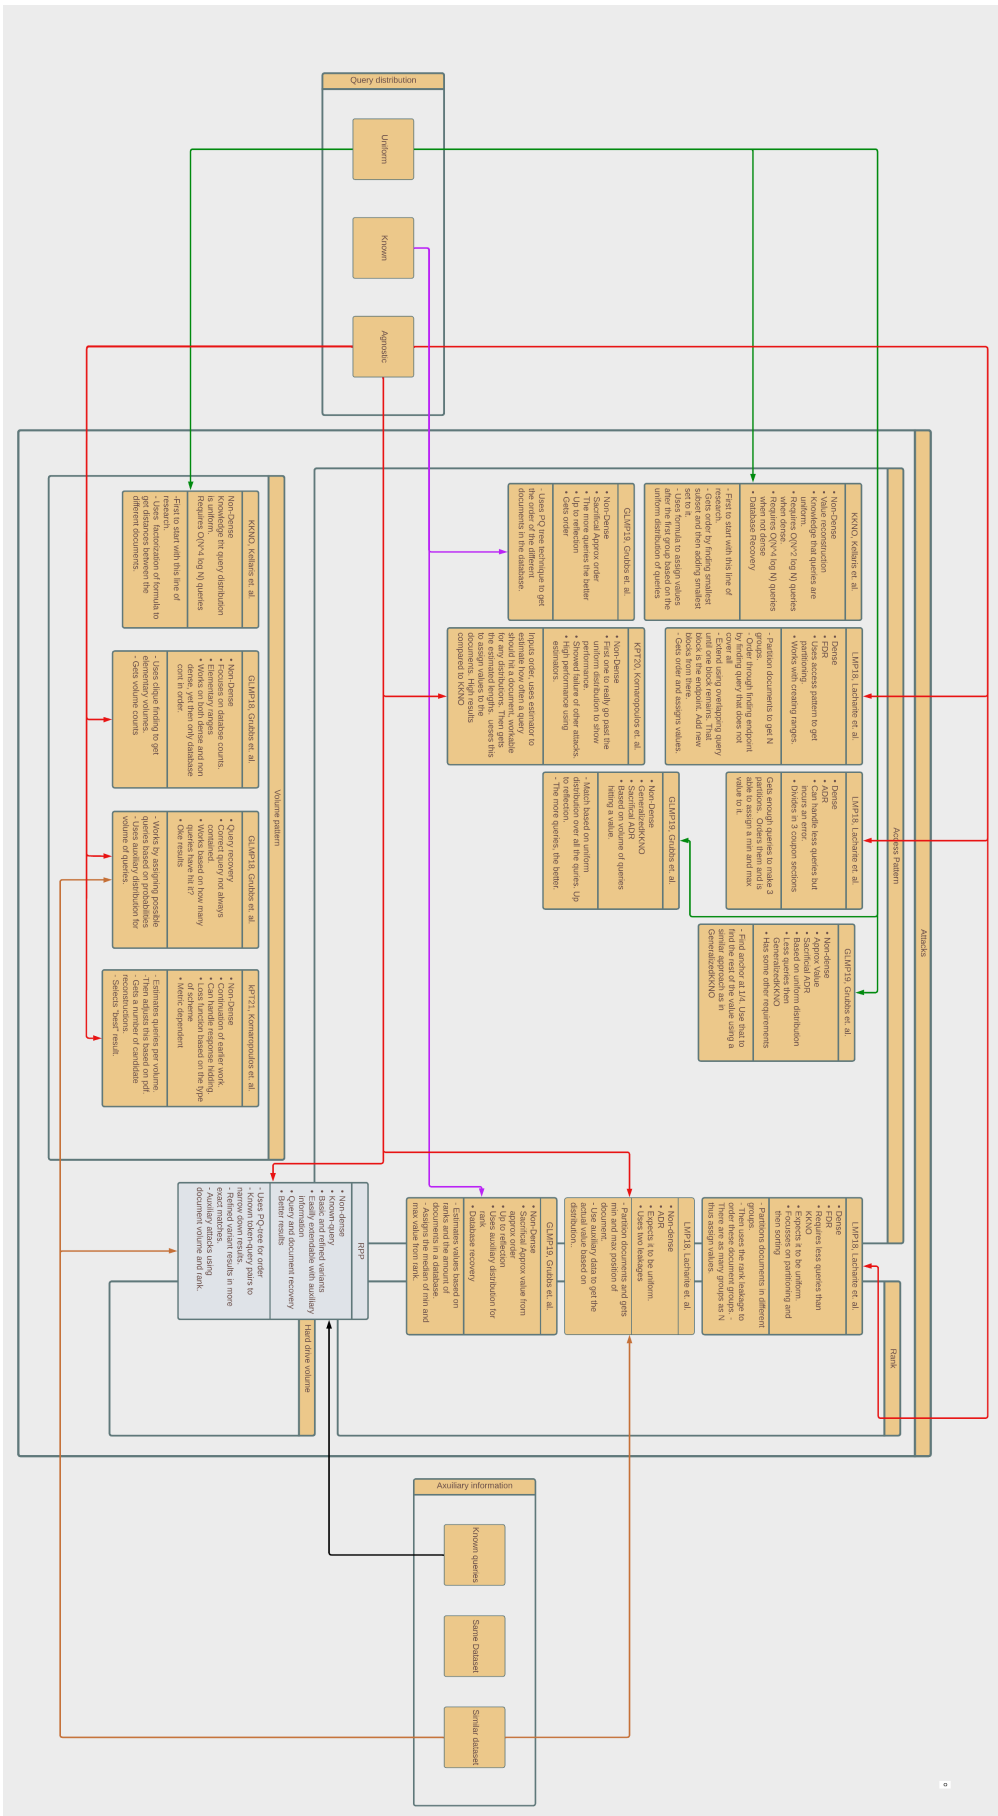 Query distribution
Uniform
Known
Agnostic
Attacks
Access Pattern
KKNO, Kellaris et. al.
• Non-Dense
• Value reconstruction
• Knowledge that queries are
uniform.
• Requires O(N^2 log N) queries
when dense.
• Requires O(N^4 log N) queries
when not dense
• Database Recovery
- First to start with this line of
research.
- Gets order by finding smallest
subset and then adding smallest
set to it.
- Uses formula to assign values
after the first group based on the
uniform distribution of queries
GLMP19, Grubbs et. al.
• Non-Dense
• Sacrifical Approx order
• The more queries the better
• Up to reflection
• Gets order
- Uses PQ tree technique to get
the order of the different
documents in the database.
LMP18, Lacharite et. al.
• Dense
• FDR
• Uses access pattern to get
partitioning.
• Works with creating ranges.
- Partition documents to get N
groups.
- Order through finding endpoint
by finding query that does not
cover all
- Extend using overlapping query
until one block remains. That
block is the endpoint. Add new
blocks from there.
- Gets order and assigns values.
KPT20, Kornaropoulos et. al.
• Non-Dense
• First one to really go past the
uniform distribution to show
performance.
• Showed failure of other attacks.
• High performance using
estimators.
Inputs order, uses estimator to
estimate how often a query
should hit a document, workable
for any distributions. Then gets
the estimated lengths.. ueses this
to assign values to the
documents. High results
compared to KKNO
LMP18, Lacharite et. al.
• Dense
• ADR
• Can handle less queries but
incurs an error.
• Divides in 3 coupon sections
Gets enough queries to make 3
partitions.. Orders them and is
able to assign a min and max
value to it.
GLMP19, Grubbs et. al.
• Non-Dense
• GeneralizedKKNO
• Sacrifical ADR
• Based on volume of queries
hitting a value.
- Match based on uniform
distribution over all the quries. Up
to reflection.
- The more queries, the better.
GLMP19, Grubbs et. al.
• Non-dense
• Approx Value
• Sacrificial ADR
• Based on uniform distribution
• Less queries then
GeneralizedKKNO
• Has some other requirements
- Find anchor at 1/4. Use that to
find the rest of the value using a
similar approach as in
GeneralizedKKNO
Volume pattern
KKNO, Kellaris et. al.
Non-Dense
Knowledge tht query distribution
is uniform.
Requires O(N^4 log N) queries
-First to start with this line of
research.
- Uses .factorization of formula to
get distances between the
different documents.
GLMP18, Grubbs et. al.
• Non-Dense
• Focuses on databse counts.
• Elementary ranges
• Works on both dense and non
dense, yet then only database
cont in order.
- Uses clique finding to get
elementary volumes.
- Gets volume counts
GLMP18, Grubbs et. al.
• Query recovery
• Correct query not always
contained.
• Works based on how many
queries have hit it?
• Oke results
- Works by assigning possible
queries based on probabilities
- Uses auxiliary distribution for
volume of queries.
kPT21, Kornaropoulos et. al.
• Non-Dense
• Continuation of earlier work.
• Can handle response hidding.
• Loss function based on the type
of scheme
• Metric dependent
- Estimates queries per volume.
-Then adjusts this based on pdf.
- Gets a number of candidate
reconstructions.
- Selects "best" result.
Rank
LMP18, Lacharite et. al.
• Dense
• FDR
• Requires less queries than
KKNO
• Expects it to be uniform.
• Focusses on partitioning and
then sorting
- Partitions documents in different
groups.
- Then uses the rank leakage to
order these document groups. -
There are as many groups as N
thus assign values.
LMP18, Lacharite et. al.
• Non-dense
• ADR
• Expects it to be uniform.
• Uses two leakages
- Partition documents and gets
min and max position of
document.
- Use auxiliary data to get the
actual value based on
distribution..
GLMP19, Grubbs et. al.
• Non-Dense
• Sacrifical Approx value from
approx order
• Up to reflection
• Uses auxiliary distribution for
rank
• Database recovery
- Estimates values based on
ranks and the amount of
documents in a database.
- Assigns the median of min and
max value from rank.
RPP
• Non-dense
• Known-query
• Basic and refined variants
• Easilly extendable with auxiliary
information
• Query and document recovery
• Better results
- Uses PQ-tree for order
- Known token-query pairs to
narrow down results.
- Refined variant results in more
exact matches.
- Auxiliary attacks using
document volume and rank.
Hard drive volume
Axuiliary information
Known queries
Same Dataset
Similar dataset